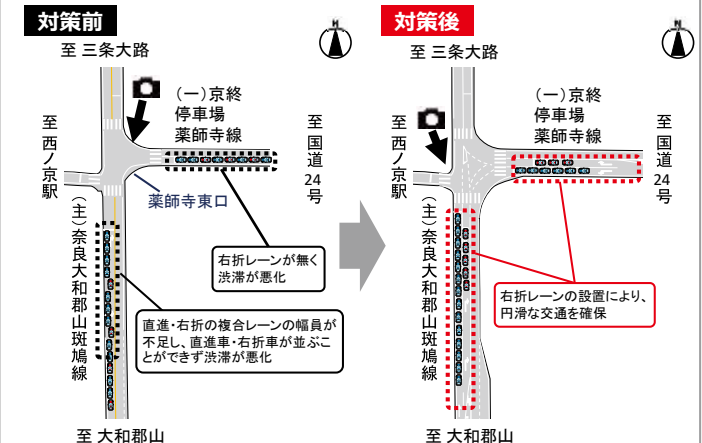 対策前
N
至 三条大路
(一)京終
停車場
薬師寺線
至 西ノ京駅
至 国道24号
薬師寺東口
(主)奈良大和郡山斑鳩線
右折レーンが無く
渋滞が悪化
直進・右折の複合レーンの幅員が
不足し、直進車・右折車が並ぶこ
とができず渋滞が悪化
至 大和郡山
対策後
N
至 三条大路
(一)京終
停車場
薬師寺線
至 西ノ京駅
至 国道24号
(主)奈良大和郡山斑鳩線
右折レーンの設置により、
円滑な交通を確保
至 大和郡山